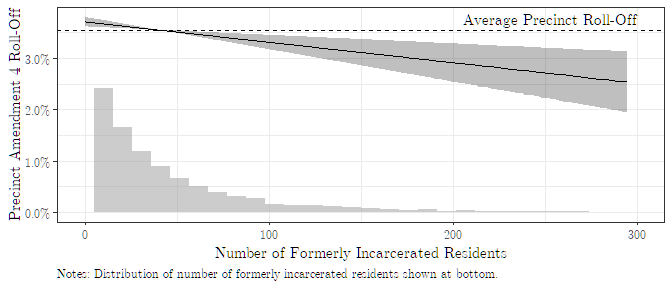 Average Precinct Roll-Off
Precinct Amendment 4 Roll-Off
3.0%
2.0%
1.0%
0.0%
0 100 200 300
Number of Formerly Incarcerated Residents
Notes: Distribution of number of formerly incarcerated residents shown at bottom.